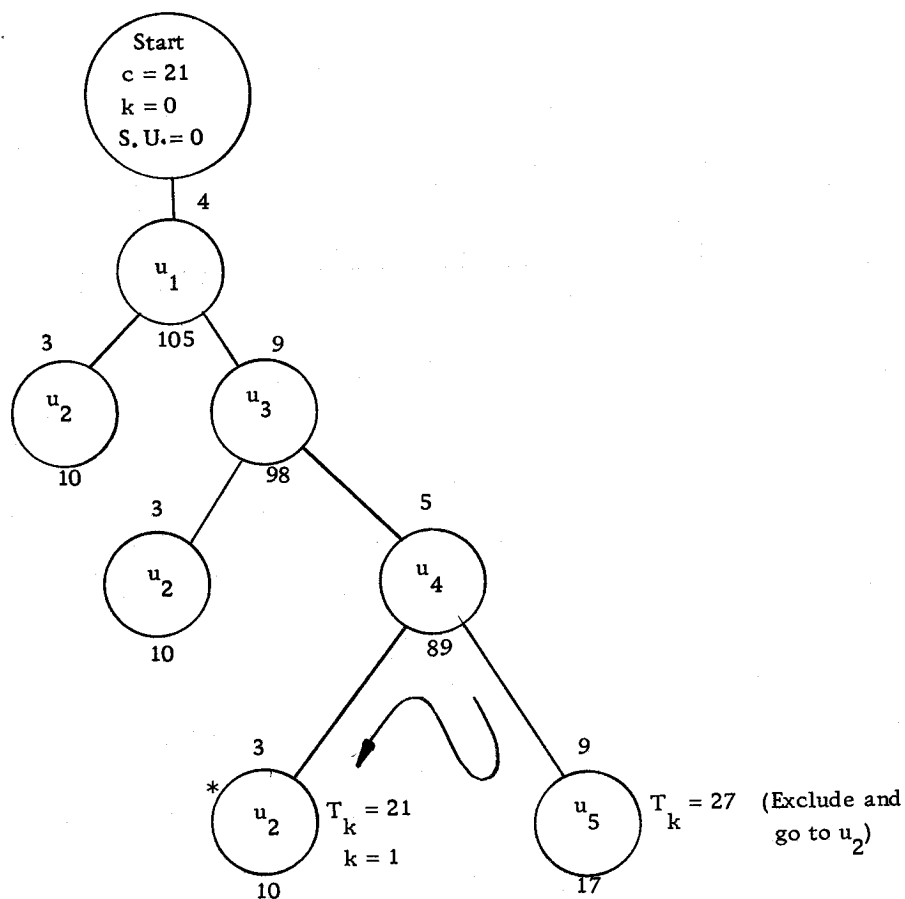 Start
c = 21
k = 0
S. U. = 0
4
u1
105
3
9
u2
u3
10
98
3
5
u2
u4
10
89
3
9
*
u2
Tk = 21
k = 1
u5
Tk = 27 (Exclude and
go to u2)
10
17